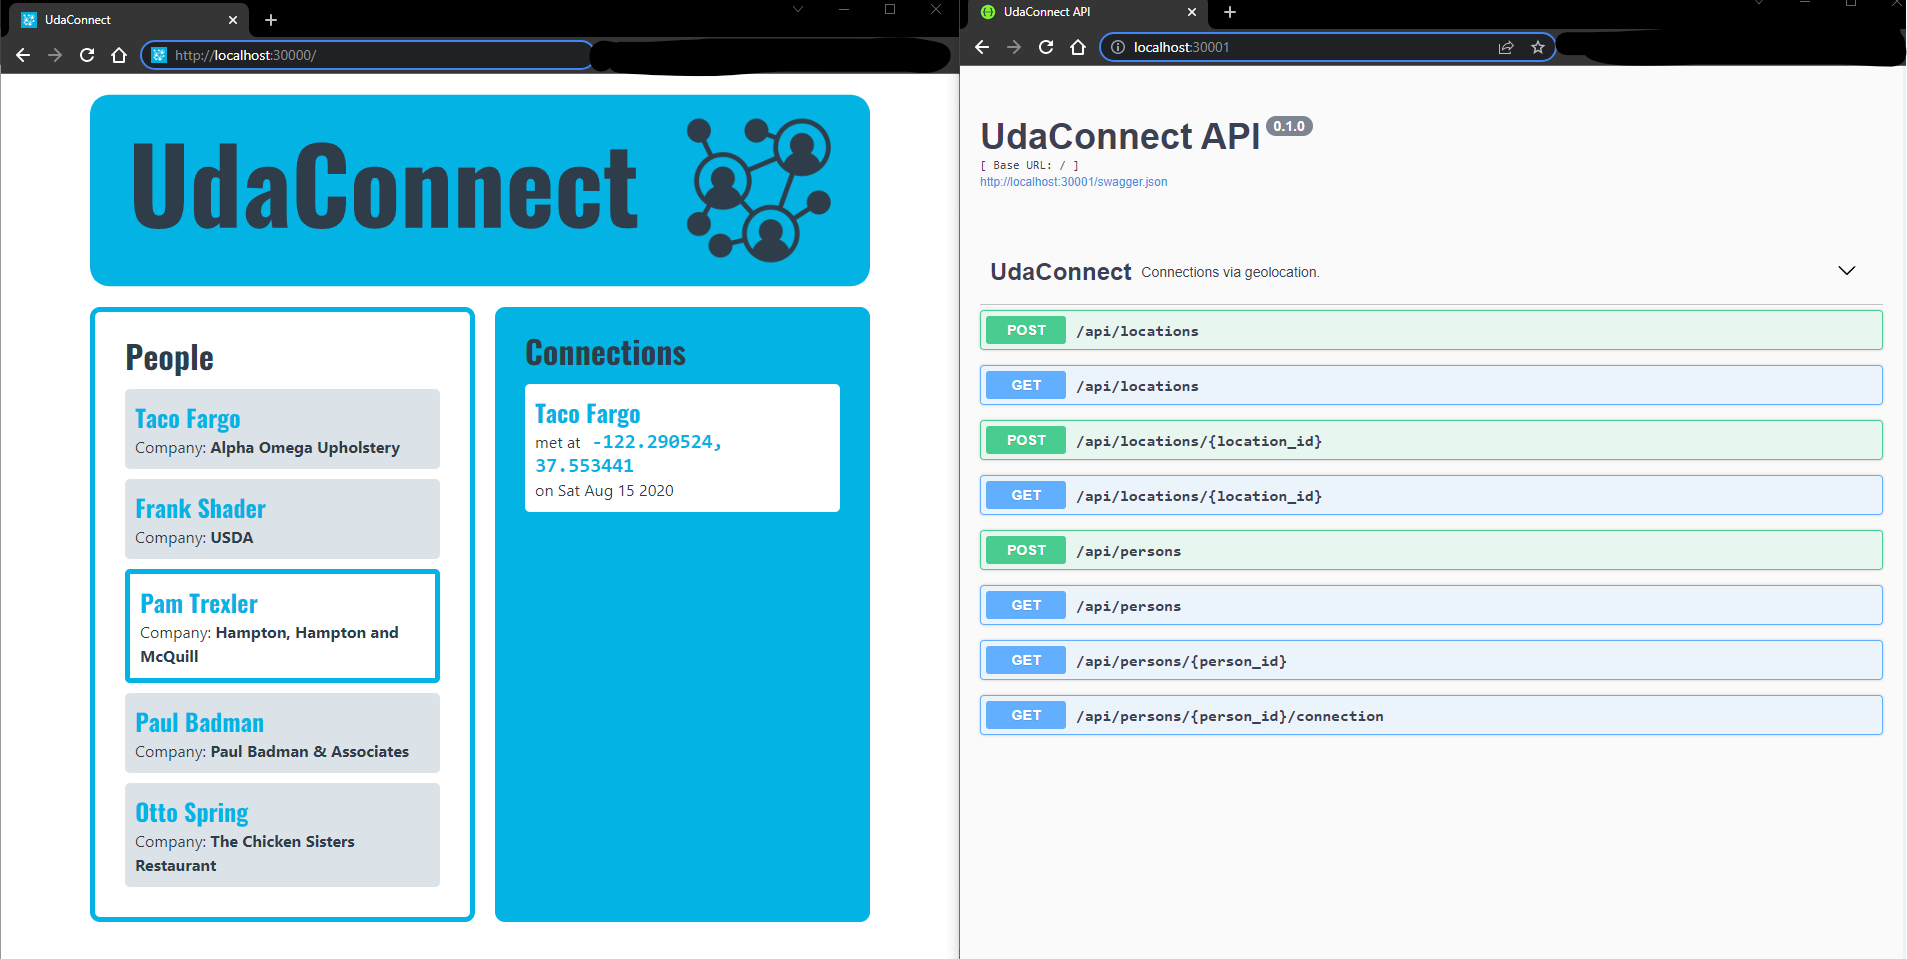 UdaConnect
http://localhost:30000/
UdaConnect
People
Taco Fargo
Company: Alpha Omega Upholstery
Frank Shader
Company: USDA
Pam Trexler
Company: Hampton, Hampton and
McQuill
Paul Badman
Company: Paul Badman & Associates
Otto Spring
Company: The Chicken Sisters
Restaurant
Connections
Taco Fargo
met at -122.290524,
37.553441
on Sat Aug 15 2020
UdaConnect API
localhost:30001
UdaConnect API 0.1.0
[ Base URL: / ]
http://localhost:30001/swagger.json
UdaConnect Connections via geolocation.
POST /api/locations
GET /api/locations
POST /api/locations/{location_id}
GET /api/locations/{location_id}
POST /api/persons
GET /api/persons
GET /api/persons/{person_id}
GET /api/persons/{person_id}/connection